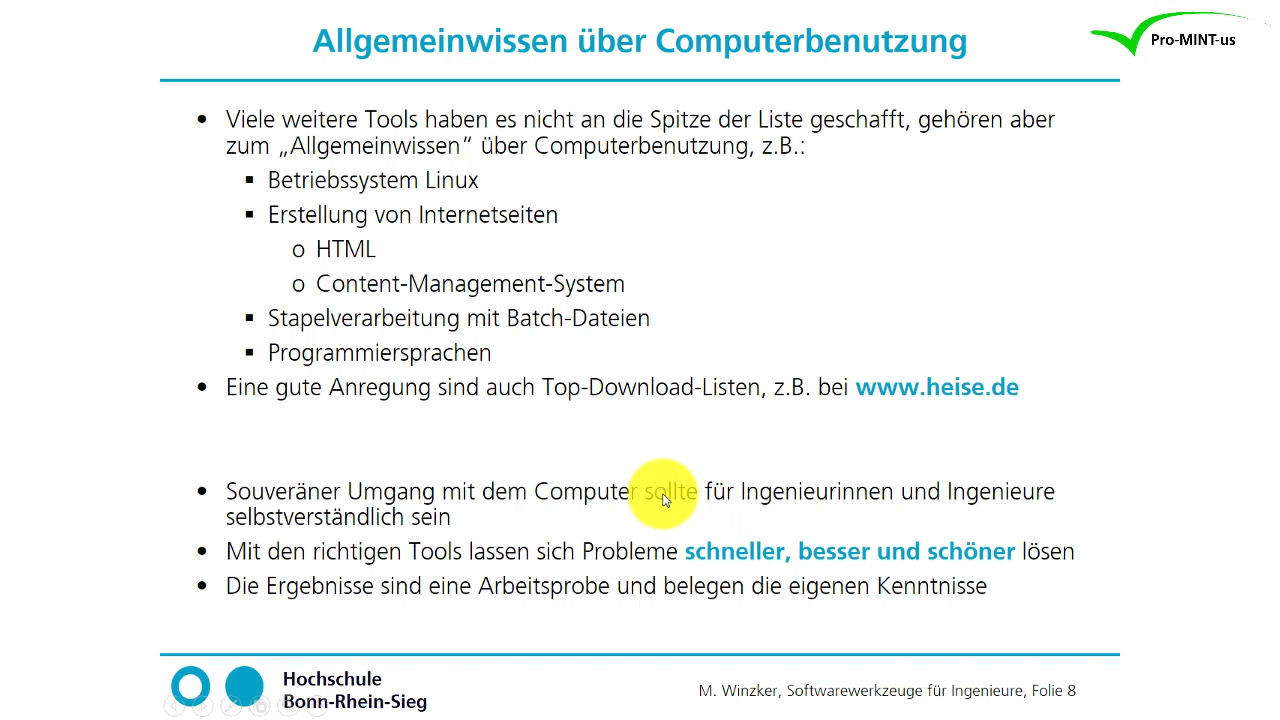 Allgemeinwissen über Computerbenutzung
Pro-MINT-us
• Viele weitere Tools haben es nicht an die Spitze der Liste geschafft, gehören aber
zum „Allgemeinwissen“ über Computerbenutzung, z.B.:
▪ Betriebssystem Linux
▪ Erstellung von Internetseiten
o HTML
o Content-Management-System
▪ Stapelverarbeitung mit Batch-Dateien
▪ Programmiersprachen
• Eine gute Anregung sind auch Top-Download-Listen, z.B. bei www.heise.de
• Souveräner Umgang mit dem Computer sollte für Ingenieurinnen und Ingenieure
selbstverständlich sein
• Mit den richtigen Tools lassen sich Probleme schneller, besser und schöner lösen
• Die Ergebnisse sind eine Arbeitsprobe und belegen die eigenen Kenntnisse
Hochschule
Bonn-Rhein-Sieg
M. Winzker, Softwarewerkzeuge für Ingenieure, Folie 8